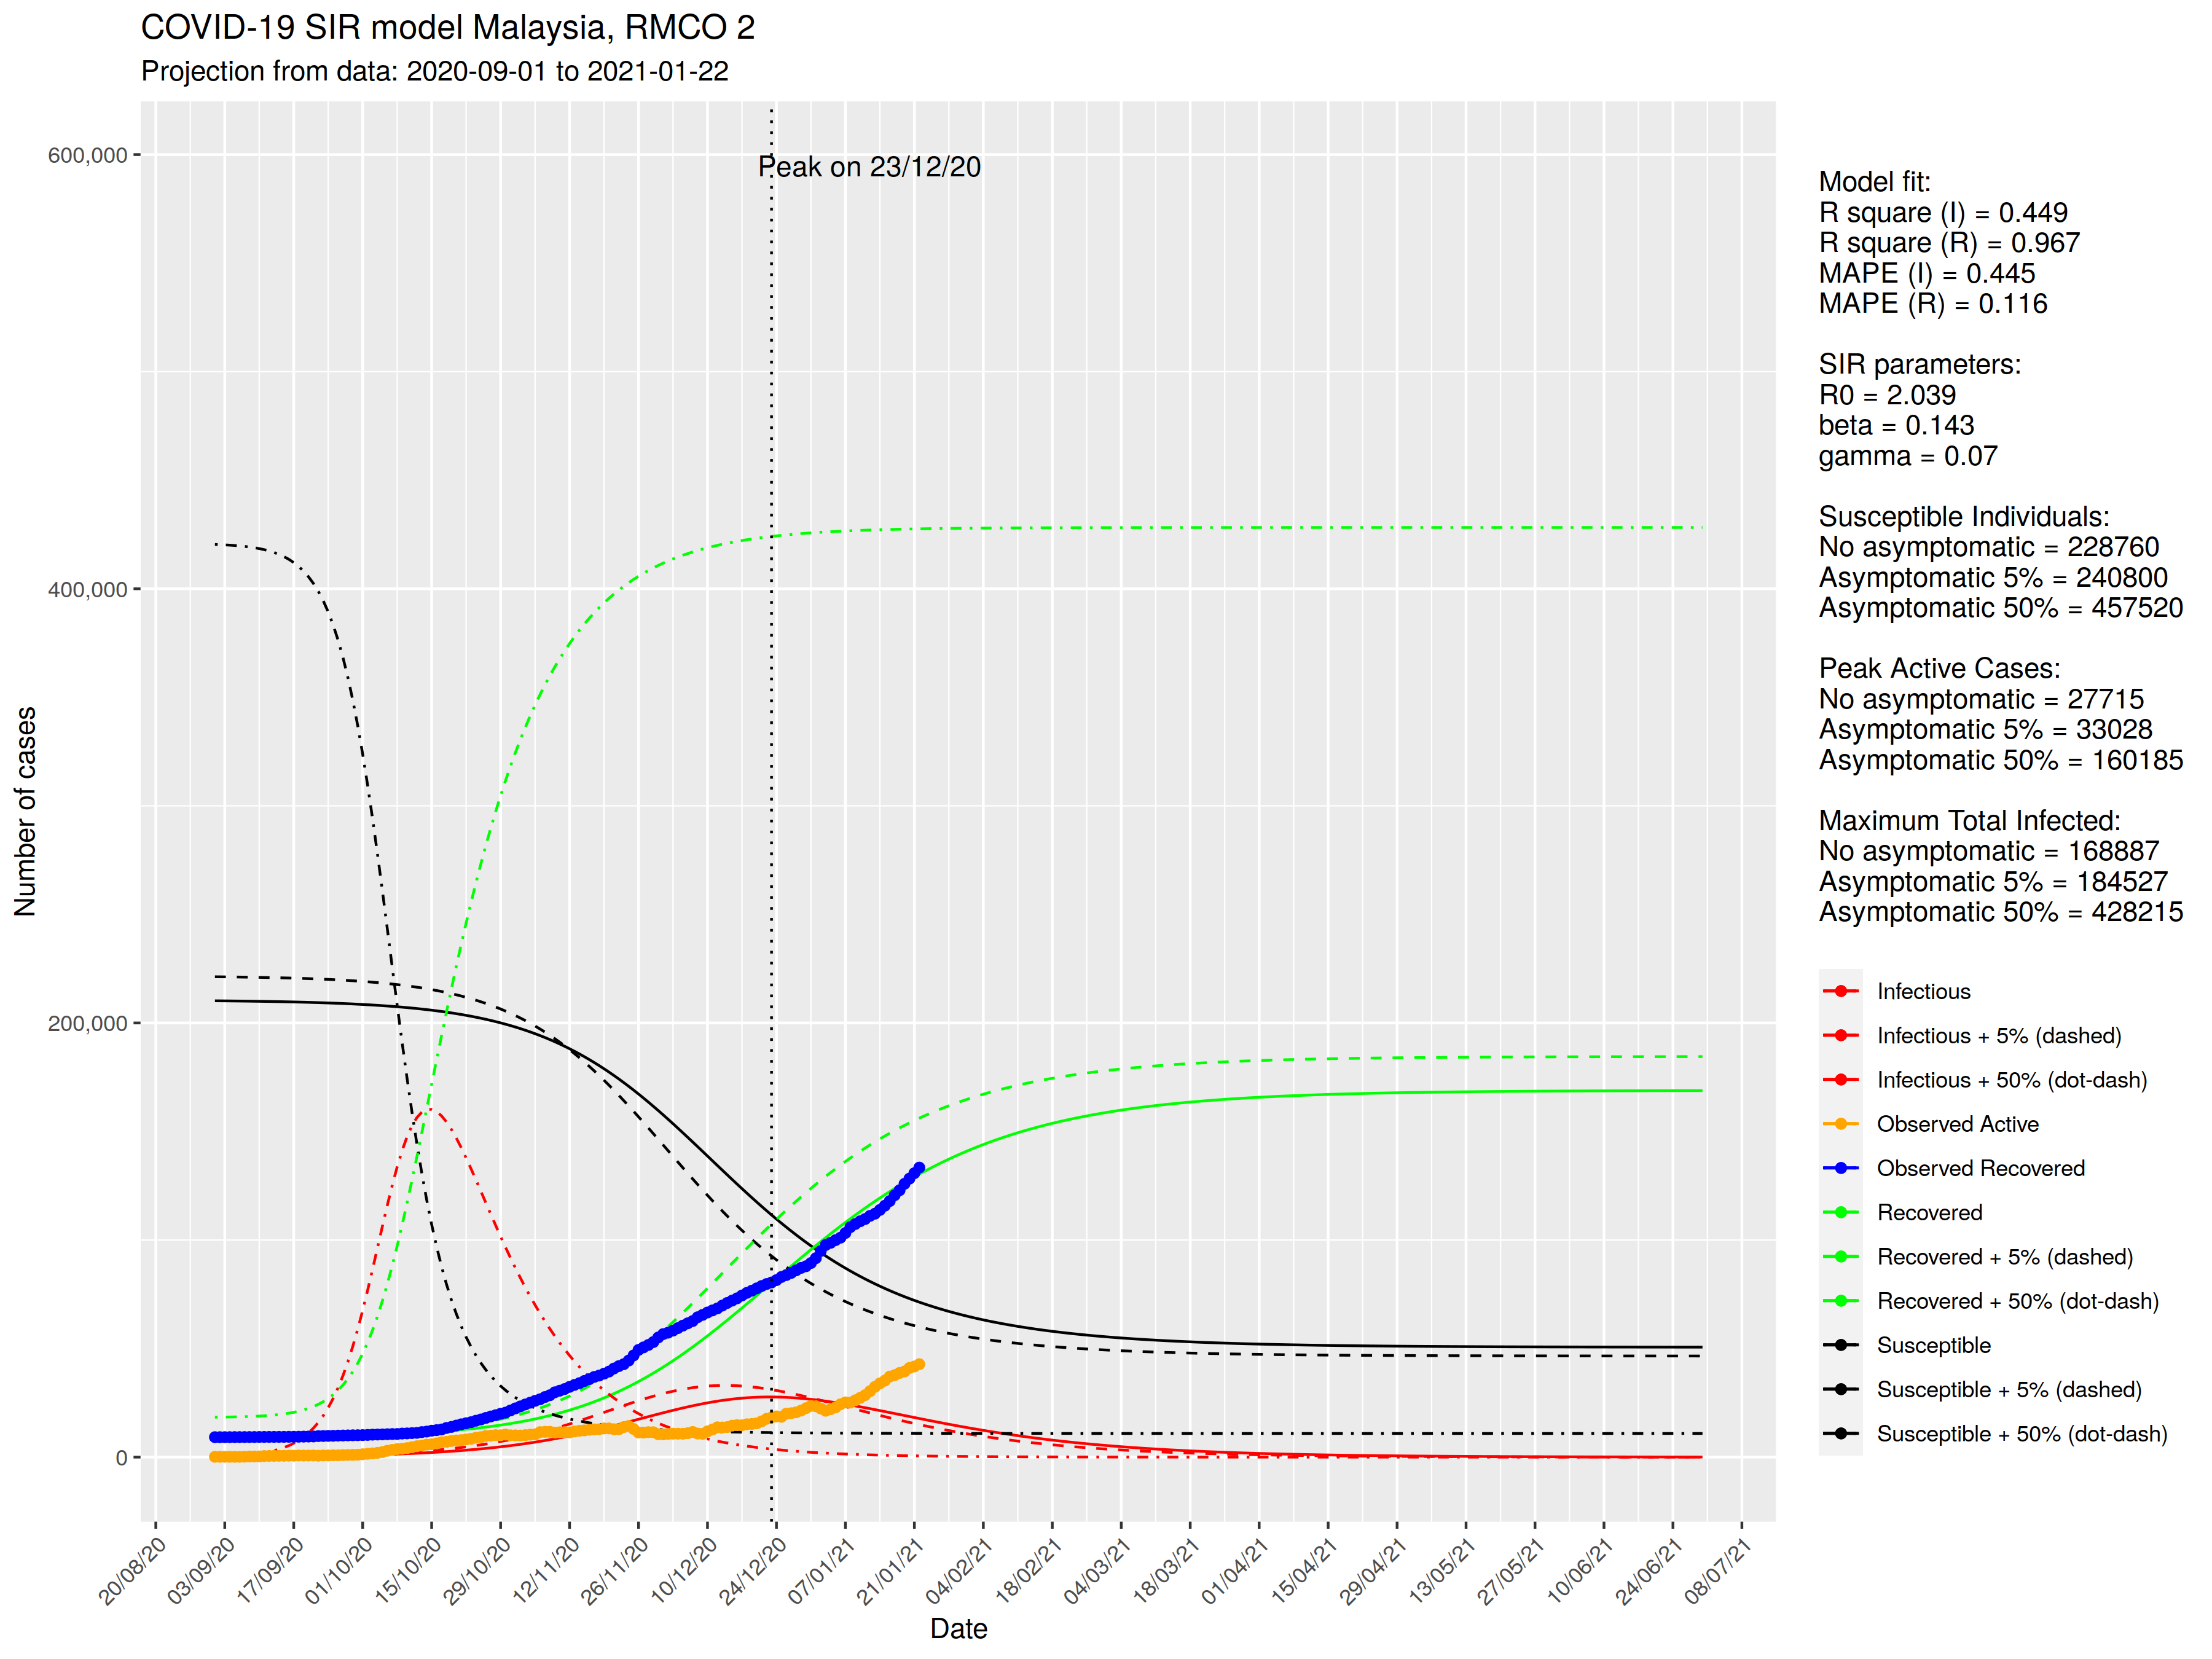 COVID-19 SIR model Malaysia, RMCO 2
Projection from data: 2020-09-01 to 2021-01-22
Number of cases
600,000
400,000
200,000
0
Peak on 23/12/20
20/08/20
03/09/20
17/09/20
01/10/20
15/10/20
29/10/20
12/11/20
26/11/20
10/12/20
24/12/20
07/01/21
21/01/21
04/02/21
18/02/21
04/03/21
18/03/21
01/04/21
15/04/21
29/04/21
13/05/21
27/05/21
10/06/21
24/06/21
08/07/21
Date
Model fit:
R square (I) = 0.449
R square (R) = 0.967
MAPE (I) = 0.445
MAPE (R) = 0.116
SIR parameters:
R0 = 2.039
beta = 0.143
gamma = 0.07
Susceptible Individuals:
No asymptomatic = 228760
Asymptomatic 5% = 240800
Asymptomatic 50% = 457520
Peak Active Cases:
No asymptomatic = 27715
Asymptomatic 5% = 33028
Asymptomatic 50% = 160185
Maximum Total Infected:
No asymptomatic = 168887
Asymptomatic 5% = 184527
Asymptomatic 50% = 428215
Infectious
Infectious + 5% (dashed)
Infectious + 50% (dot-dash)
Observed Active
Observed Recovered
Recovered
Recovered + 5% (dashed)
Recovered + 50% (dot-dash)
Susceptible
Susceptible + 5% (dashed)
Susceptible + 50% (dot-dash)